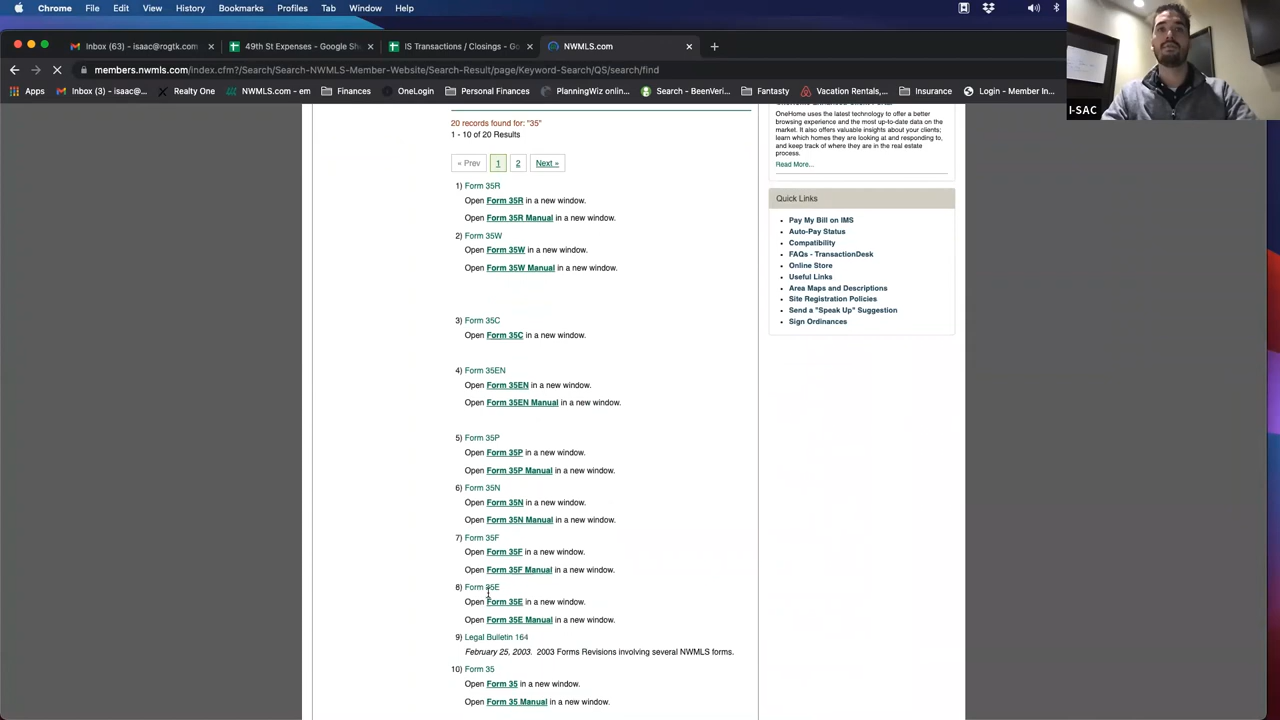 Chrome File Edit View History Bookmarks Profiles Tab Window Help
Inbox (63) - isaac@rogtk.com
49th St Expenses - Google Sh
IS Transactions / Closings - Go
NWMLS.com
members.nwmls.com/index.cfm?/Search/Search-Result/page/Keyword-Search/QS/search/find
Apps
Inbox (63) - isaac@...
Realty One
NWMLS.com - em...
Finances
Google
Personal Finances
PlanningWiz onlin...
Search - BeenVeri...
Fantasty
Vacation Rentals,...
Insurance
Login - Member In...
I-SAC
20 records found for: "35"
1 - 10 of 20 Results
« Prev 1 2 Next »
1) Form 35R
Open Form 35R in a new window.
Open Form 35R Manual in a new window.
2) Form 35W
Open Form 35W in a new window.
Open Form 35W Manual in a new window.
3) Form 35C
Open Form 35C in a new window.
4) Form 35EN
Open Form 35EN in a new window.
Open Form 35EN Manual in a new window.
5) Form 35P
Open Form 35P in a new window.
Open Form 35P Manual in a new window.
6) Form 35N
Open Form 35N in a new window.
Open Form 35N Manual in a new window.
7) Form 35F
Open Form 35F in a new window.
Open Form 35F Manual in a new window.
8) Form 35E
Open Form 35E in a new window.
Open Form 35E Manual in a new window.
9) Legal Bulletin 164
February 25, 2003. 2003 Forms Revisions involving several NWMLS forms.
10) Form 35
Open Form 35 in a new window.
Open Form 35 Manual in a new window.
OneHome uses the latest technology to offer a better
browsing experience and the most up-to-date data on the
market. It also offers valuable insights about your clients;
learn which homes they are looking at and responding to,
and keep track of where they are in the real estate
process.
Read More...
Quick Links
Pay My Bill on IMS
Auto-Pay Status
Compatibility
FAQs - TransactionDesk
Online Store
Useful Links
Area Maps and Descriptions
Site Registration Policies
Send a "Speak Up" Suggestion
Sign Ordinances